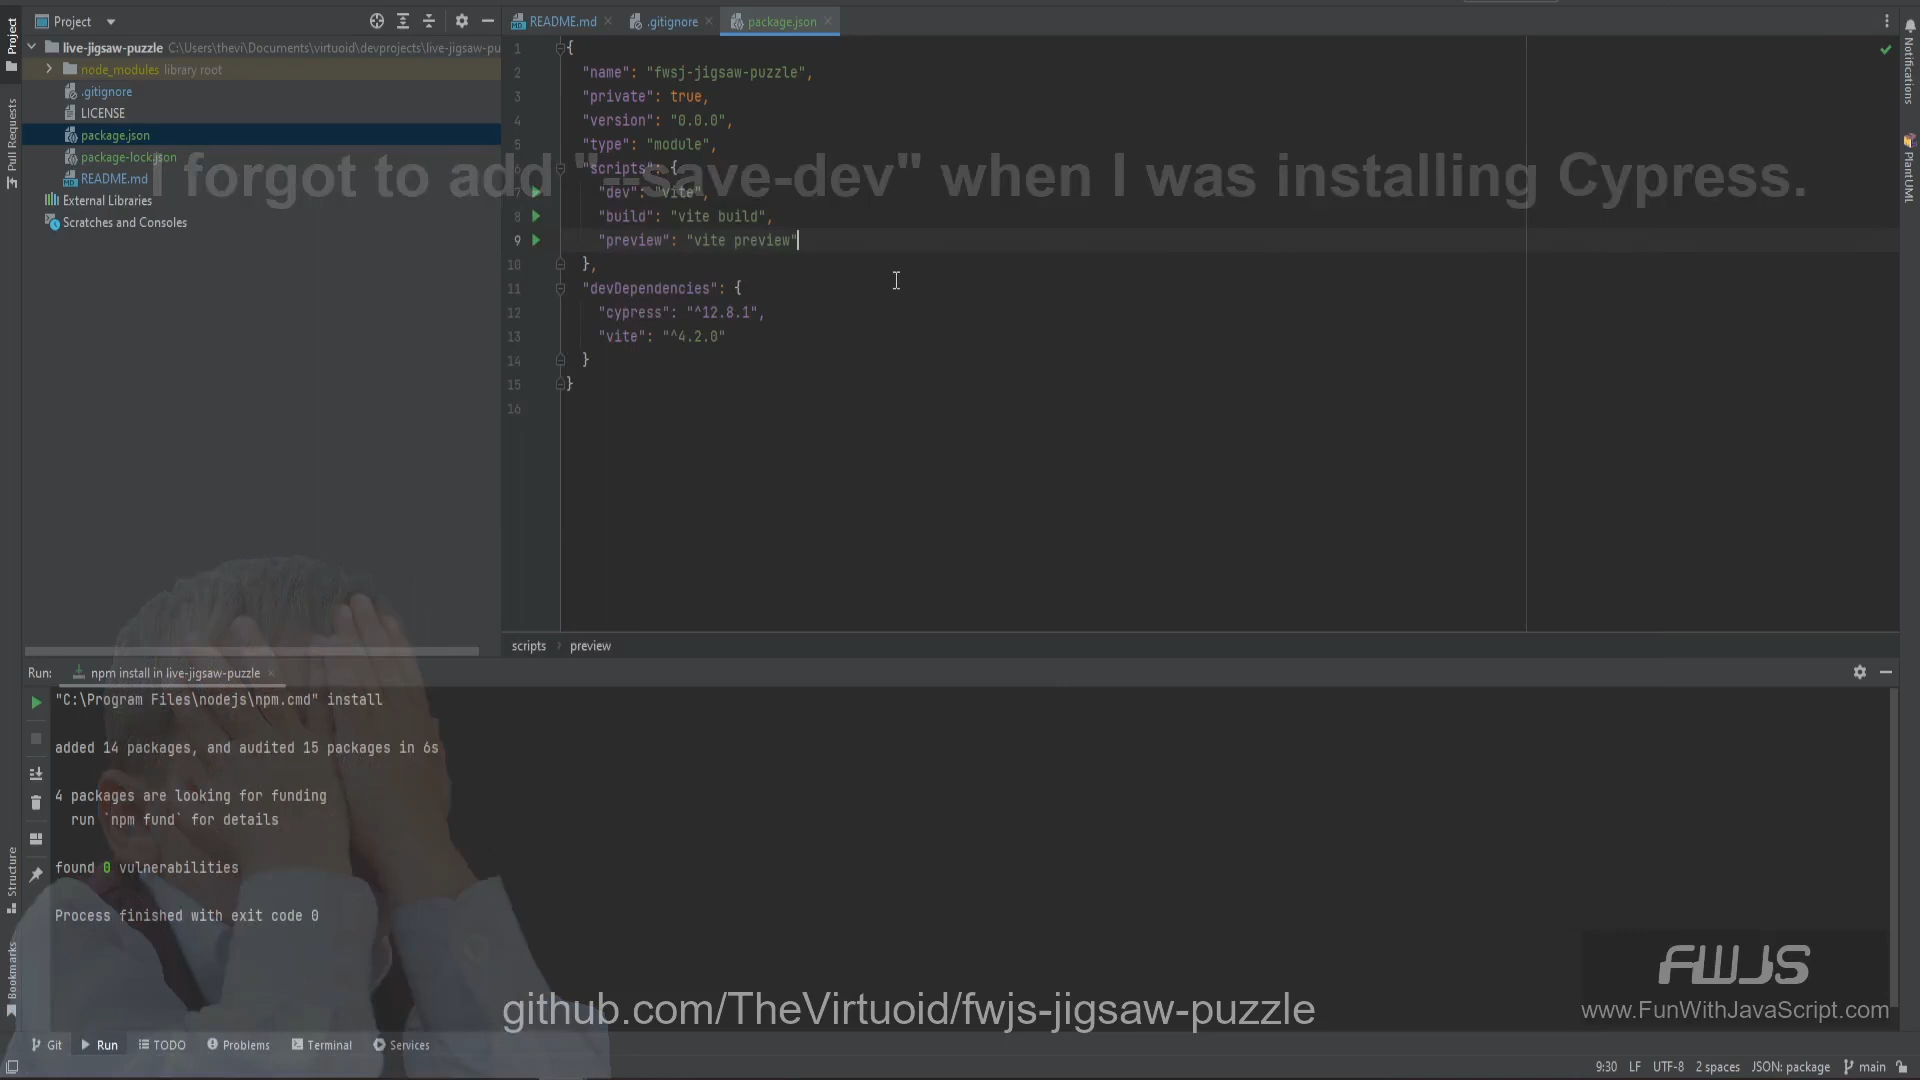 Project
README.md
.gitignore
package.json
live-jigsaw-puzzle C:\Users\thevi\Documents\virtuoid\devprojects\live-jigsaw-pu
node_modules library root
.gitignore
LICENSE
package.json
package-lock.json
README.md
External Libraries
Scratches and Consoles
Project
Pull Requests
Structure
Bookmarks
Notifications
PlantUML
I forgot to add "--save-dev" when I was installing Cypress.
1 {
2 "name": "fwsj-jigsaw-puzzle",
3 "private": true,
4 "version": "0.0.0",
5 "type": "module",
6 "scripts": {
7 "dev": "vite",
8 "build": "vite build",
9 "preview": "vite preview"
10 },
11 "devDependencies": {
12 "cypress": "^12.8.1",
13 "vite": "^4.2.0"
14 }
15 }
16
scripts › preview
Run: npm install in live-jigsaw-puzzle
"C:\Program Files\nodejs\npm.cmd" install
added 14 packages, and audited 15 packages in 6s
4 packages are looking for funding
run `npm fund` for details
found 0 vulnerabilities
Process finished with exit code 0
FWJS
www.FunWithJavaScript.com
github.com/TheVirtuoid/fwjs-jigsaw-puzzle
Git Run TODO Problems Terminal Services
9:30 LF UTF-8 2 spaces JSON: package main